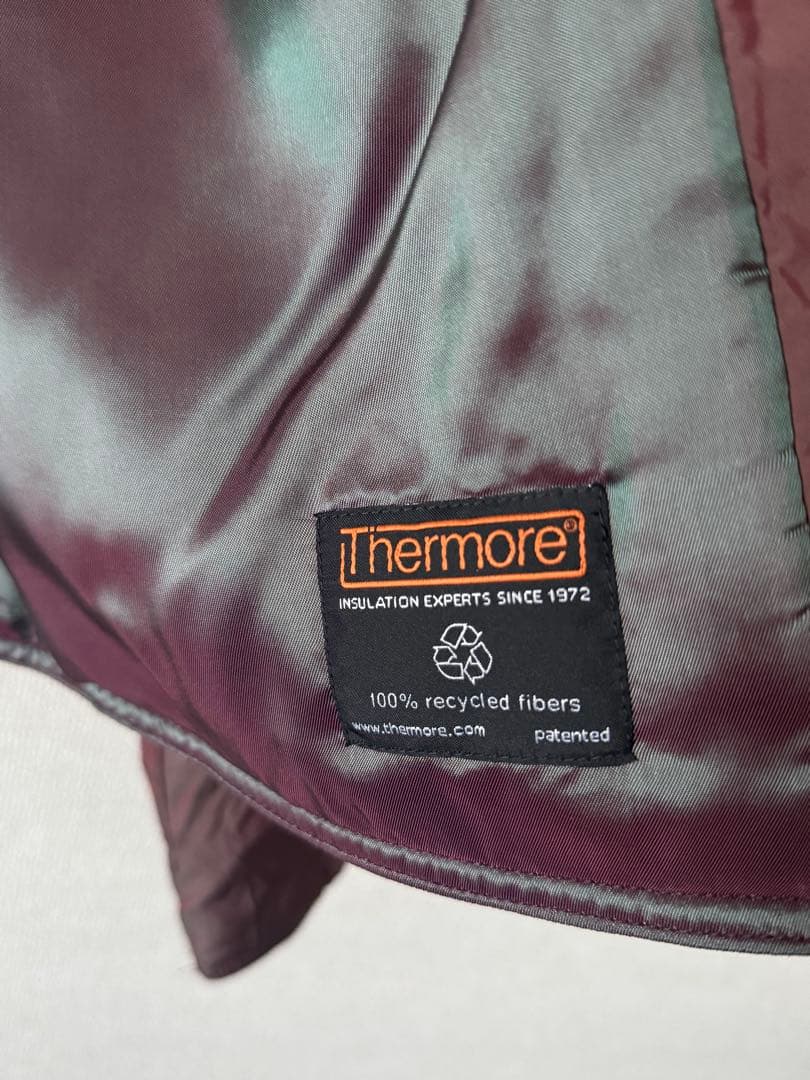 Thermore®
INSULATION EXPERTS SINCE 1972
100% recycled fibers
www.thermore.com patented